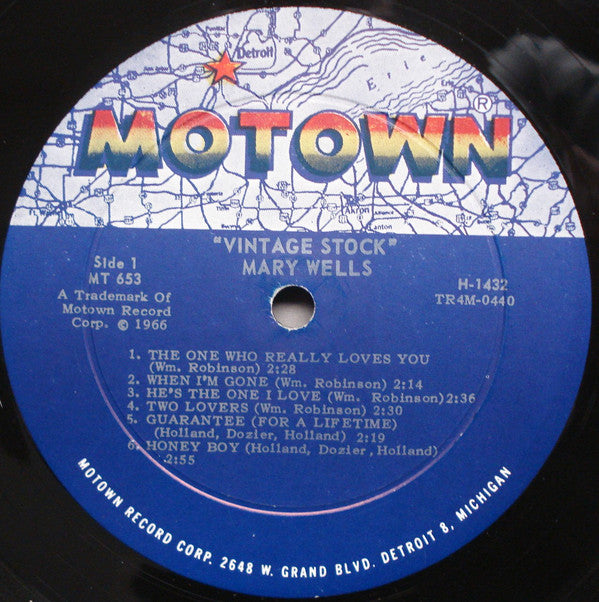 Detroit
Erie
MOTOWN®
Akron
Canton
"VINTAGE STOCK"
MARY WELLS
Side 1
MT 653
A Trademark Of
Motown Record
Corp. © 1966
H-1432
TR4M-0440
1. THE ONE WHO REALLY LOVES YOU
(Wm. Robinson) 2:28
2. WHEN I'M GONE (Wm. Robinson) 2:14
3. HE'S THE ONE I LOVE (Wm. Robinson) 2:36
4. TWO LOVERS (Wm. Robinson) 2:30
5. GUARANTEE (FOR A LIFETIME)
(Holland, Dozier, Holland) 2:19
6. HONEY BOY (Holland, Dozier, Holland)
2:55
MOTOWN RECORD CORP. 2648 W. GRAND BLVD. DETROIT 8, MICHIGAN